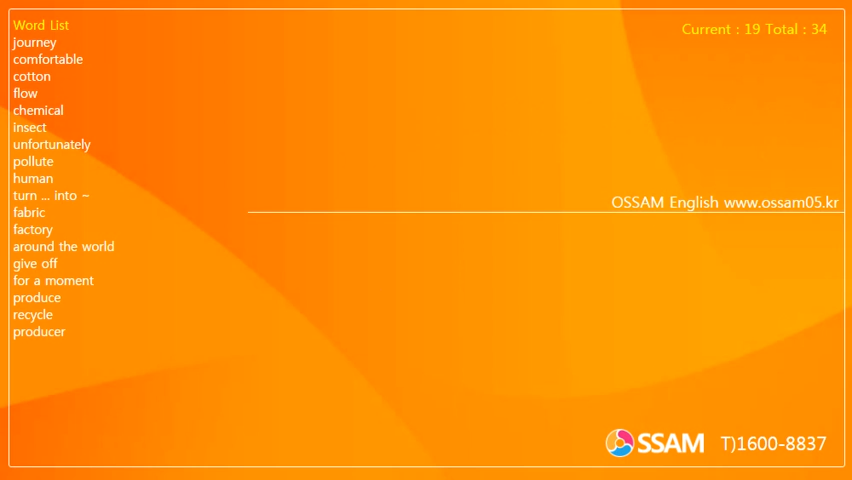 Word List
journey
comfortable
cotton
flow
chemical
insect
unfortunately
pollute
human
turn ... into ~
fabric
factory
around the world
give off
for a moment
produce
recycle
producer
Current : 19 Total : 34
OSSAM English www.ossam05.kr
OSSAM T)1600-8837